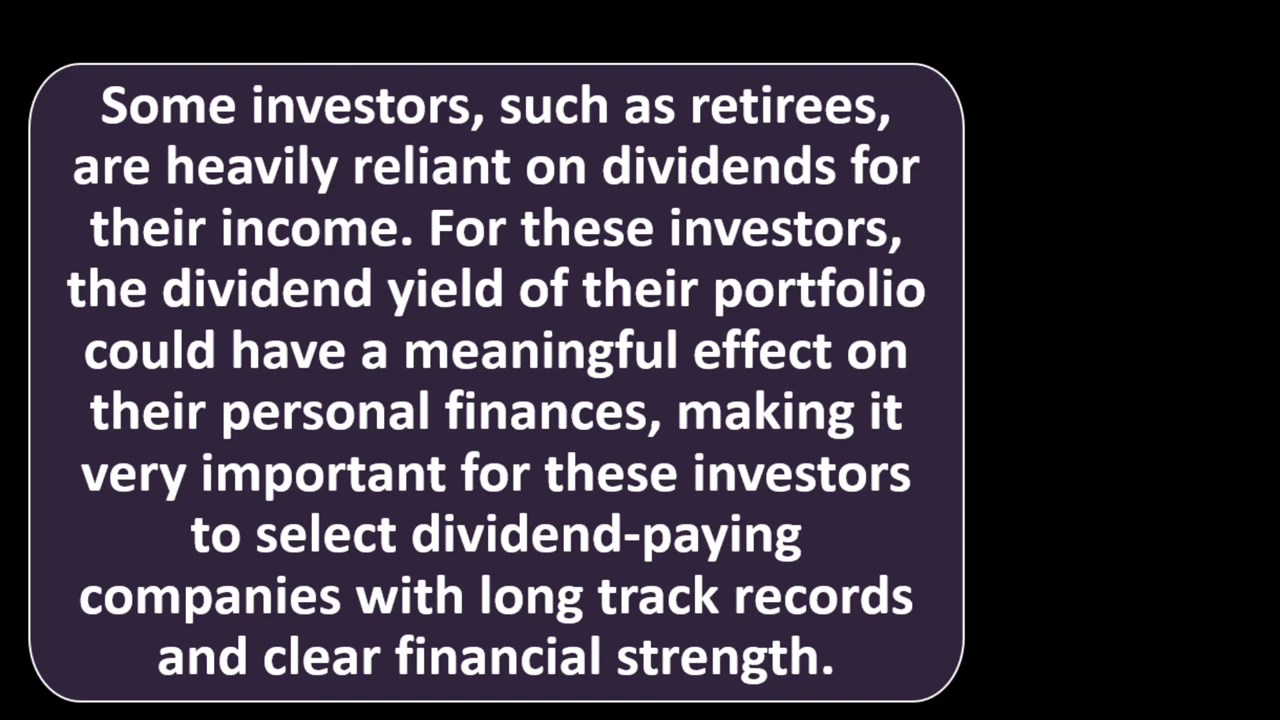 Some investors, such as retirees,
are heavily reliant on dividends for
their income. For these investors,
the dividend yield of their portfolio
could have a meaningful effect on
their personal finances, making it
very important for these investors
to select dividend-paying
companies with long track records
and clear financial strength.